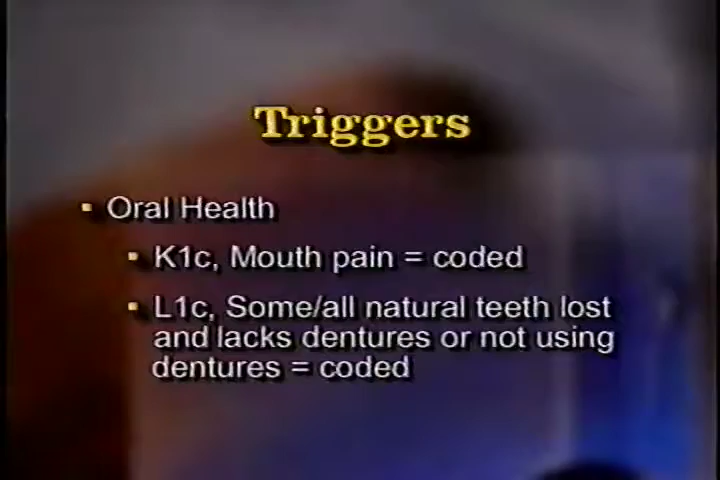 Triggers
▪ Oral Health
▪ K1c, Mouth pain = coded
▪ L1c, Some/all natural teeth lost
and lacks dentures or not using
dentures = coded